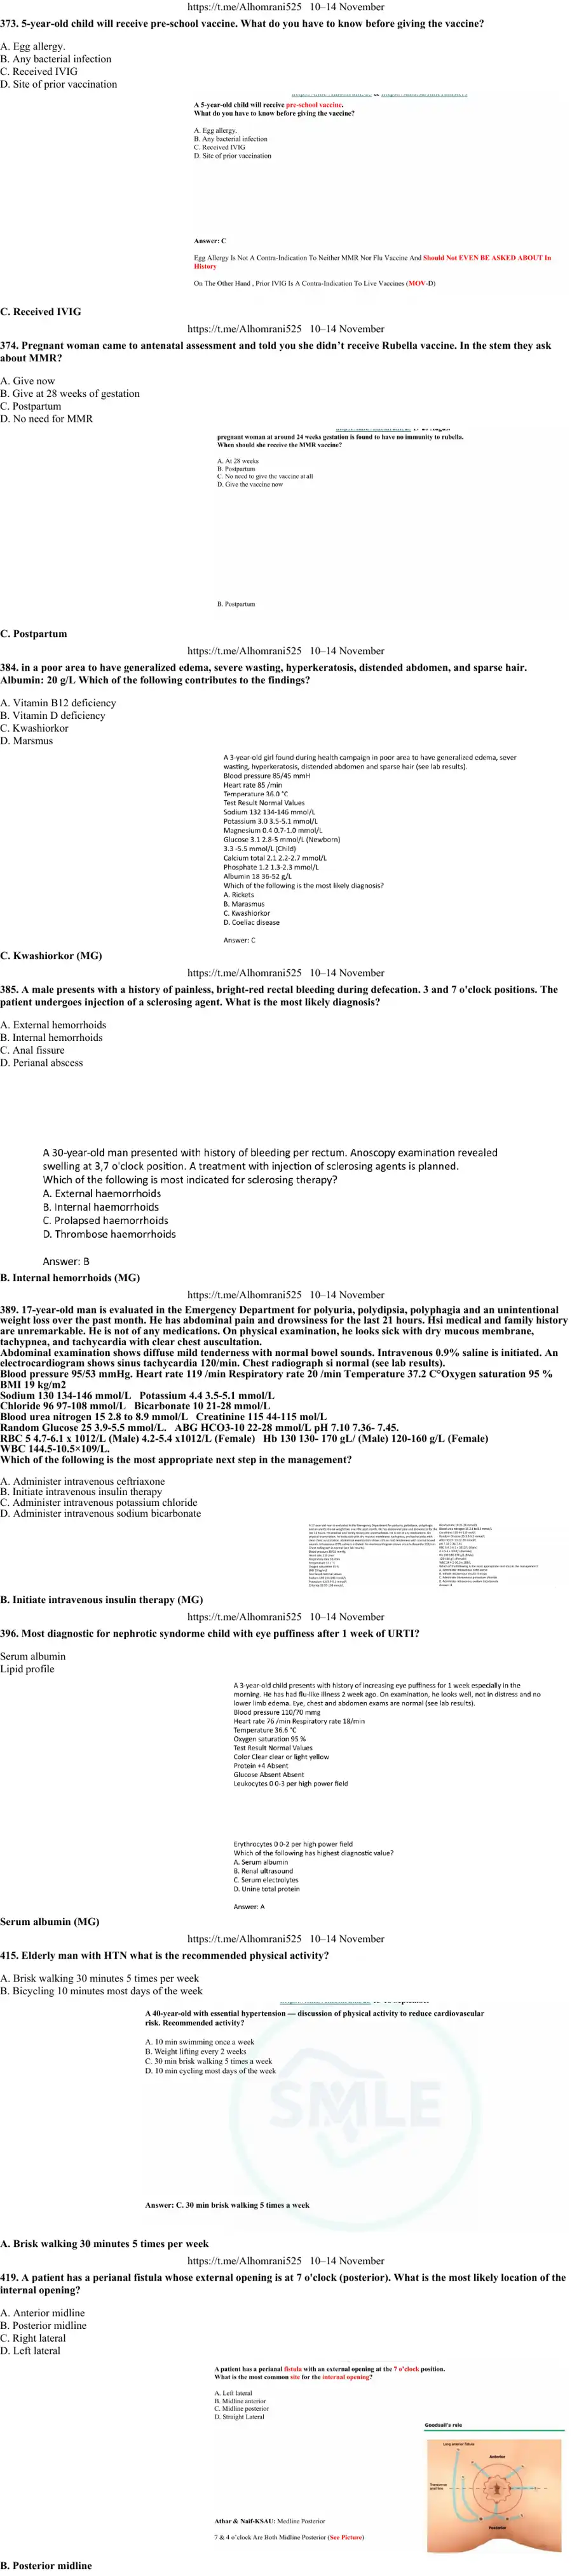 https://t.me/Alhomrani525 10–14 November
373. 5-year-old child will receive pre-school vaccine. What do you have to know before giving the vaccine?
A. Egg allergy.
B. Any bacterial infection
C. Received IVIG
D. Site of prior vaccination
A 5-year-old child will receive pre-school vaccine.
What do you have to know before giving the vaccine?
A. Egg allergy.
B. Any bacterial infection
C. Received IVIG
D. Site of prior vaccination
Answer: C
Egg Allergy Is Not A Contra-Indication To Neither MMR Nor Flu Vaccine And Should Not EVEN BE ASKED ABOUT In
History
On The Other Hand , Prior IVIG Is A Contra-Indication To Live Vaccines (MOV-D)
C. Received IVIG
https://t.me/Alhomrani525 10–14 November
374. Pregnant woman came to antenatal assessment and told you she didn't receive Rubella vaccine. In the stem they ask
about MMR?
A. Give now
B. Give at 28 weeks of gestation
C. Postpartum
D. No need for MMR
pregnant woman at around 24 weeks gestation is found to have no immunity to rubella.
When should she receive the MMR vaccine?
A. At 28 weeks
B. Postpartum
C. No need to give the vaccine at all
D. Give the vaccine now
B. Postpartum
C. Postpartum
https://t.me/Alhomrani525 10–14 November
384. in a poor area to have generalized edema, severe wasting, hyperkeratosis, distended abdomen, and sparse hair.
Albumin: 20 g/L Which of the following contributes to the findings?
A. Vitamin B12 deficiency
B. Vitamin D deficiency
C. Kwashiorkor
D. Marsmus
A 3-year-old girl found during health campaign in poor area to have generalized edema, sever
wasting, hyperkeratosis, distended abdomen and sparse hair (see lab results).
Blood pressure 85/45 mmH
Heart rate 85 /min
Temperature 36.0 °C
Test Result Normal Values
Sodium 132 134-146 mmol/L
Potassium 3.0 3.5-5.1 mmol/L
Magnesium 0.4 0.7-1.0 mmol/L
Glucose 3.1 2.8-5 mmol/L (Newborn)
3.3 -5.5 mmol/L (Child)
Calcium total 2.1 2.2-2.7 mmol/L
Phosphate 1.2 1.3-2.3 mmol/L
Albumin 18 36-52 g/L
Which of the following is the most likely diagnosis?
A. Rickets
B. Marasmus
C. Kwashiorkor
D. Coeliac disease
Answer: C
C. Kwashiorkor (MG)
https://t.me/Alhomrani525 10–14 November
385. A male presents with a history of painless, bright-red rectal bleeding during defecation. 3 and 7 o'clock positions. The
patient undergoes injection of a sclerosing agent. What is the most likely diagnosis?
A. External hemorrhoids
B. Internal hemorrhoids
C. Anal fissure
D. Perianal abscess
A 30-year-old man presented with history of bleeding per rectum. Anoscopy examination revealed
swelling at 3,7 o'clock position. A treatment with injection of sclerosing agents is planned.
Which of the following is most indicated for sclerosing therapy?
A. External haemorrhoids
B. Internal haemorrhoids
C. Prolapsed haemorrhoids
D. Thrombose haemorrhoids
Answer: B
B. Internal hemorrhoids (MG)
https://t.me/Alhomrani525 10–14 November
389. 17-year-old man is evaluated in the Emergency Department for polyuria, polydipsia, polyphagia and an unintentional
weight loss over the past month. He has abdominal pain and drowsiness for the last 21 hours. Hsi medical and family history
are unremarkable. He is not of any medications. On physical examination, he looks sick with dry mucous membrane,
tachypnea, and tachycardia with clear chest auscultation.
Abdominal examination shows diffuse mild tenderness with normal bowel sounds. Intravenous 0.9% saline is initiated. An
electrocardiogram shows sinus tachycardia 120/min. Chest radiograph si normal (see lab results).
Blood pressure 95/53 mmHg. Heart rate 119 /min Respiratory rate 20 /min Temperature 37.2 C°Oxygen saturation 95 %
BMI 19 kg/m2
Sodium 130 134-146 mmol/L Potassium 4.4 3.5-5.1 mmol/L
Chloride 96 97-108 mmol/L Bicarbonate 10 21-28 mmol/L
Blood urea nitrogen 15 2.8 to 8.9 mmol/L Creatinine 115 44-115 mol/L
Random Glucose 25 3.9-5.5 mmol/L. ABG HCO3-10 22-28 mmol/L pH 7.10 7.36- 7.45.
RBC 5 4.7-6.1 x 1012/L (Male) 4.2-5.4 x1012/L (Female) Hb 130 130- 170 gL/ (Male) 120-160 g/L (Female)
WBC 144.5-10.5×109/L.
Which of the following is the most appropriate next step in the management?
A. Administer intravenous ceftriaxone
B. Initiate intravenous insulin therapy
C. Administer intravenous potassium chloride
D. Administer intravenous sodium bicarbonate
B. Initiate intravenous insulin therapy (MG)
https://t.me/Alhomrani525 10–14 November
396. Most diagnostic for nephrotic syndorme child with eye puffiness after 1 week of URTI?
Serum albumin
Lipid profile
A 3-year-old child presents with history of increasing eye puffiness for 1 week especially in the
morning. He has had flu-like illness 2 week ago. On examination, he looks well, not in distress and no
lower limb edema. Eye, chest and abdomen exams are normal (see lab results).
Blood pressure 110/70 mmg
Heart rate 76 /min Respiratory rate 18/min
Temperature 36.6 °C
Oxygen saturation 95 %
Test Result Normal Values
Color Clear clear or light yellow
Protein +4 Absent
Glucose Absent Absent
Leukocytes 0 0-3 per high power field
Erythrocytes 0 0-2 per high power field
Which of the following has highest diagnostic value?
A. Serum albumin
B. Renal ultrasound
C. Serum electrolytes
D. Unine total protein
Answer: A
Serum albumin (MG)
https://t.me/Alhomrani525 10–14 November
415. Elderly man with HTN what is the recommended physical activity?
A. Brisk walking 30 minutes 5 times per week
B. Bicycling 10 minutes most days of the week
A 40-year-old with essential hypertension — discussion of physical activity to reduce cardiovascular
risk. Recommended activity?
A. 10 min swimming once a week
B. Weight lifting every 2 weeks
C. 30 min brisk walking 5 times a week
D. 10 min cycling most days of the week
SMLE
Answer: C. 30 min brisk walking 5 times a week
A. Brisk walking 30 minutes 5 times per week
https://t.me/Alhomrani525 10–14 November
419. A patient has a perianal fistula whose external opening is at 7 o'clock (posterior). What is the most likely location of the
internal opening?
A. Anterior midline
B. Posterior midline
C. Right lateral
D. Left lateral
A patient has a perianal fistula with an external opening at the 7 o'clock position.
What is the most common site for the internal opening?
A. Left lateral
B. Midline anterior
C. Midline posterior
D. Straight Lateral
Goodsall's rule
Long anterior fistula
Anterior
Transverse
anal line
Posterior
Athar & Naif-KSAU: Medline Posterior
7 & 4 o'clock Are Both Midline Posterior (See Picture)
B. Posterior midline